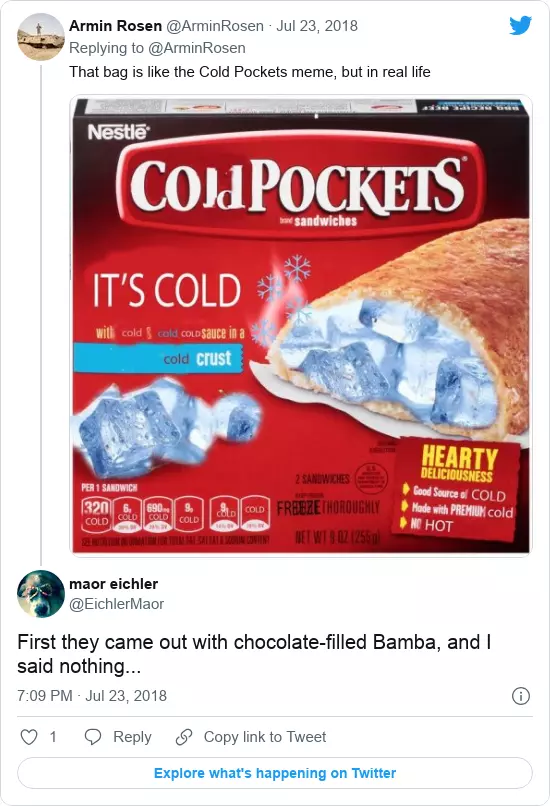 Armin Rosen @ArminRosen · Jul 23, 2018
Replying to @ArminRosen
That bag is like the Cold Pockets meme, but in real life
Nestlé
COldPOCKETS
brand sandwiches
IT'S COLD
with cold & cold COLD sauce in a
cold crust
HEARTY
DELICIOUSNESS
Good Source of COLD
Made with PREMIUM cold
NO HOT
PER 1 SANDWICH
320 COLD
COLD
690 COLD
COLD
COLD
COLD
2 SANDWICHES
FREEZE THOROUGHLY
NET WT 9 OZ (255g)
maor eichler
@EichlerMaor
First they came out with chocolate-filled Bamba, and I
said nothing...
7:09 PM · Jul 23, 2018
1 Reply Copy link to Tweet
Explore what's happening on Twitter